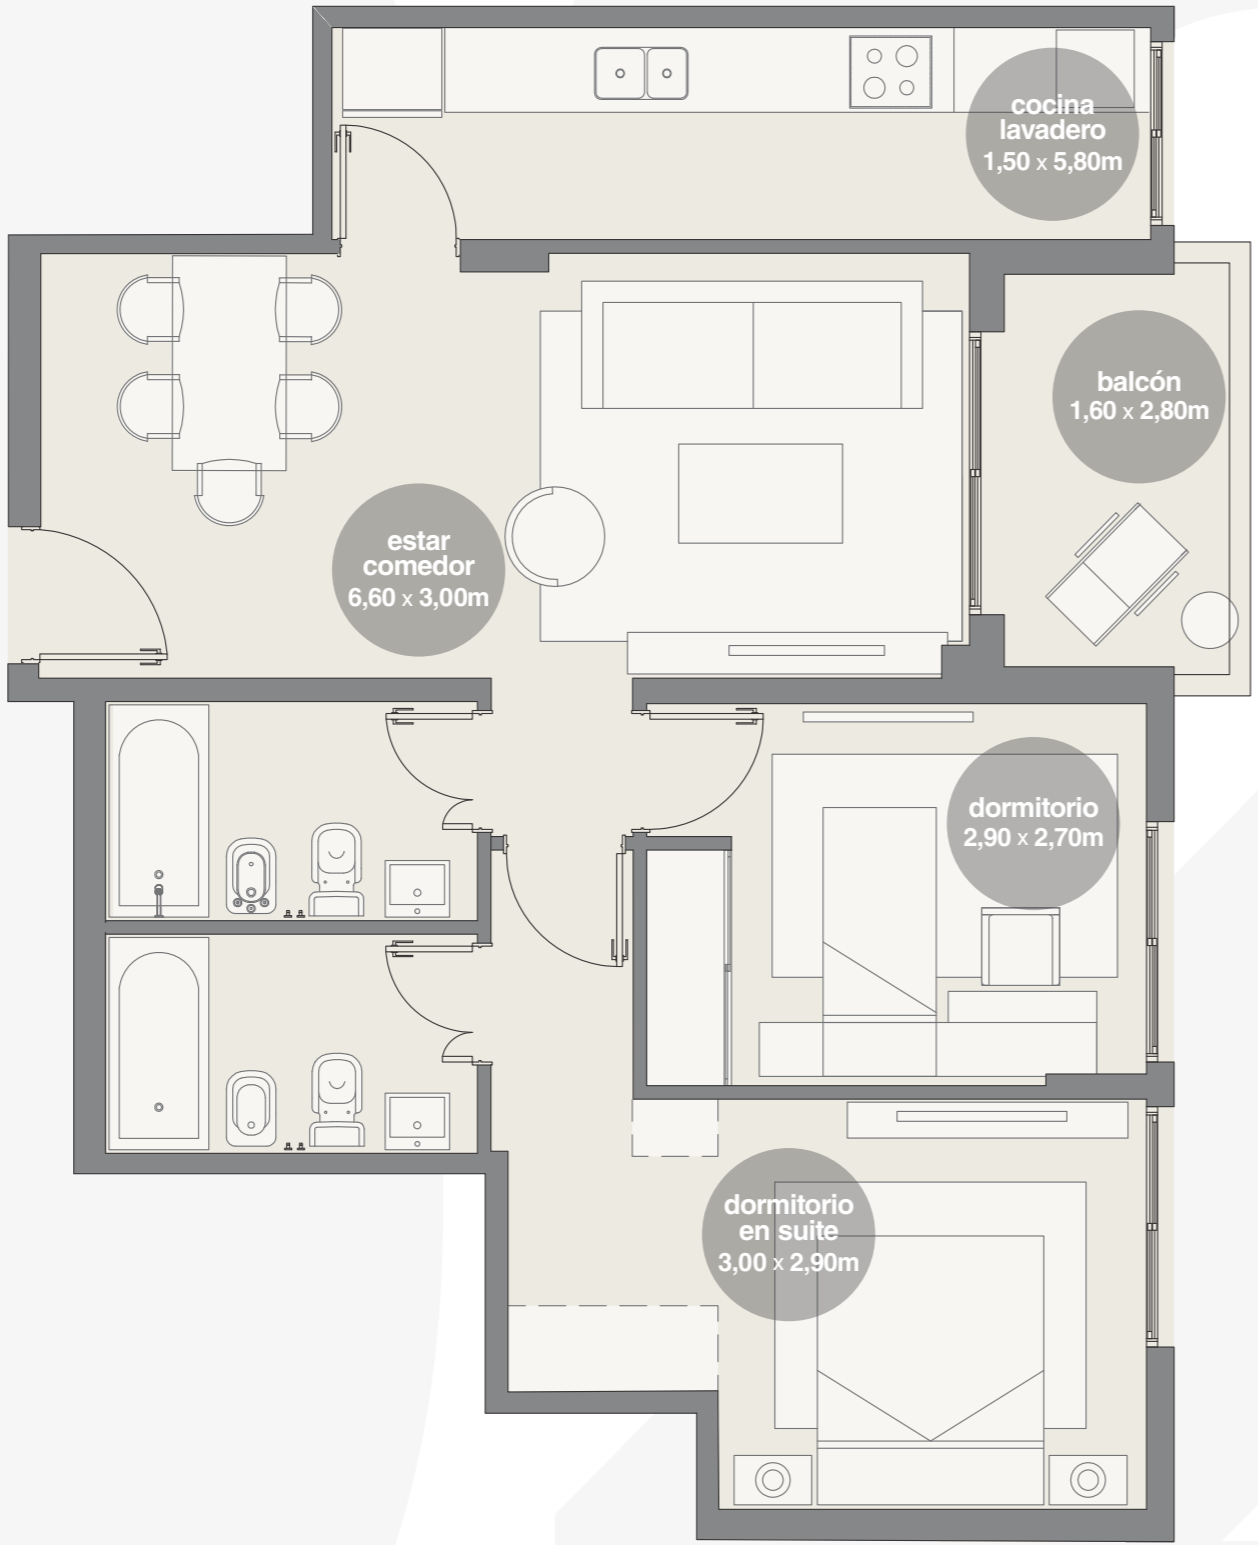 cocina
lavadero
1,50 x 5,80m
balcón
1,60 x 2,80m
estar
comedor
6,60 x 3,00m
dormitorio
2,90 x 2,70m
dormitorio
en suite
3,00 x 2,90m